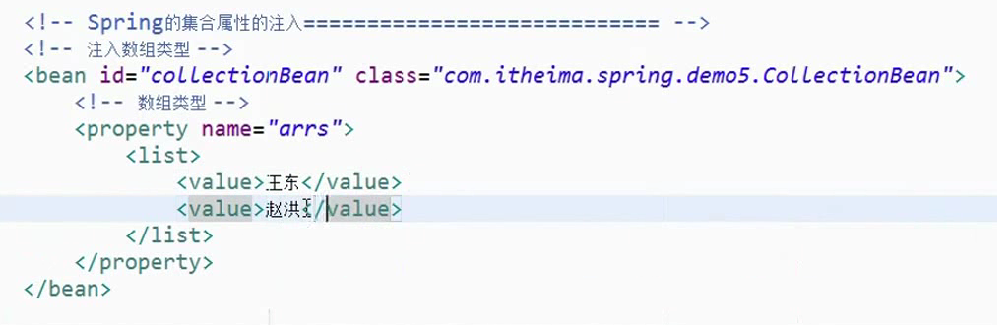 <!-- Spring的集合属性的注入============================== -->
<!-- 注入数组类型 -->
<bean id="collectionBean" class="com.itheima.spring.demo5.CollectionBean">
<!-- 数组类型 -->
<property name="arrs">
<list>
<value>王东</value>
<value>赵洪</value>
</list>
</property>
</bean>